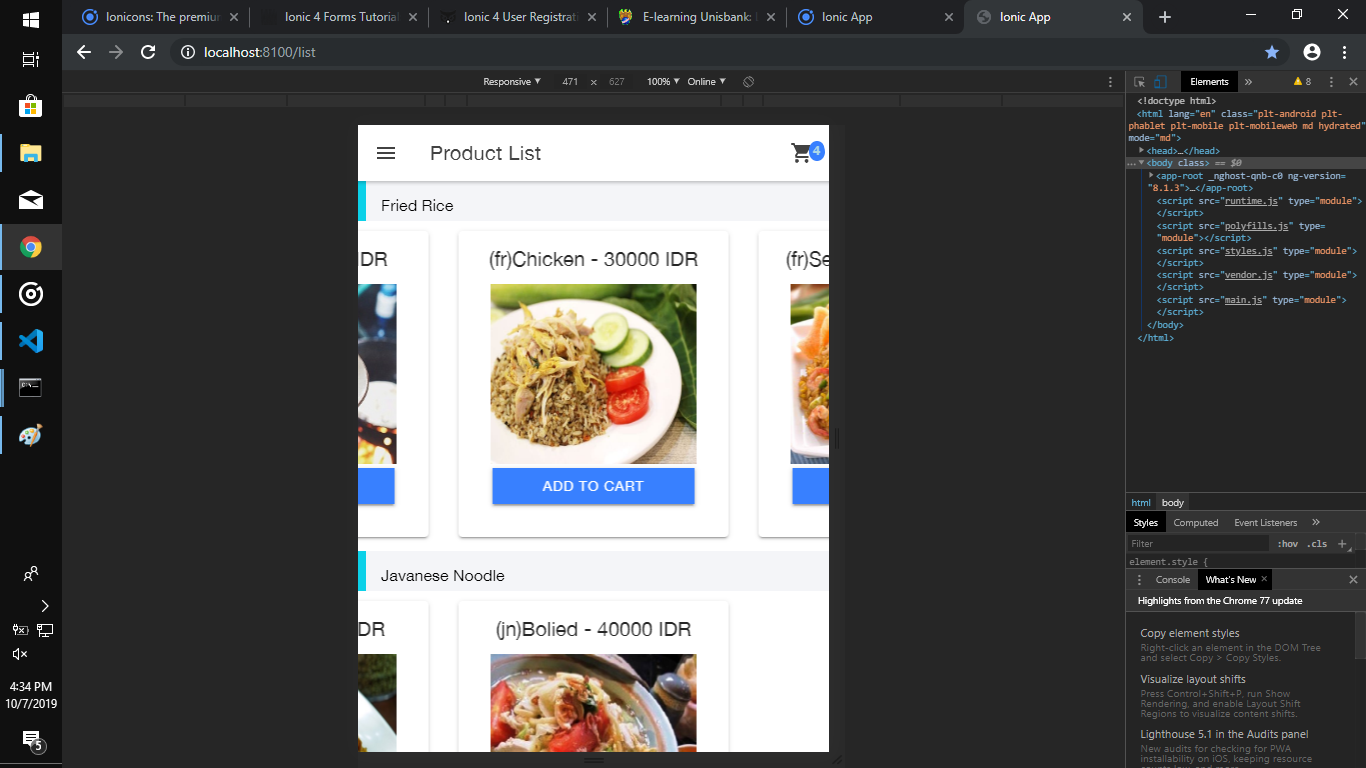 Ionicons: The premiu
Ionic 4 Forms Tutorial
Ionic 4 User Registrati
E-learning Unisbank:
Ionic App
Ionic App
localhost:8100/list
Responsive
471 × 627
100%
Online
Elements
8
<!doctype html>
<html lang="en" class="plt-android plt-
phablet plt-mobile plt-mobileweb md hydrated"
mode="md">
<head>…</head>
<body class> == $0
<app-root _nghost-qnb-c0 ng-version=
"8.1.3">…</app-root>
<script src="runtime.js" type="module">
</script>
<script src="polyfills.js" type=
"module"></script>
<script src="styles.js" type="module">
</script>
<script src="vendor.js" type="module">
</script>
<script src="main.js" type="module">
</script>
</body>
</html>
html body
Styles
Computed
Event Listeners
Filter
:hov .cls
element.style {
Console
What's New
Highlights from the Chrome 77 update
Copy element styles
Right-click an element in the DOM Tree
and select Copy > Copy Styles.
Visualize layout shifts
Press Control+Shift+P, run Show
Rendering, and enable Layout Shift
Regions to visualize content shifts.
Lighthouse 5.1 in the Audits panel
New audits for checking for PWA
installability on iOS, keeping resource
Product List
4
Fried Rice
DR
(fr)Chicken - 30000 IDR
(fr)Se
ADD TO CART
Javanese Noodle
DR
(jn)Bolied - 40000 IDR
4:34 PM
10/7/2019
5